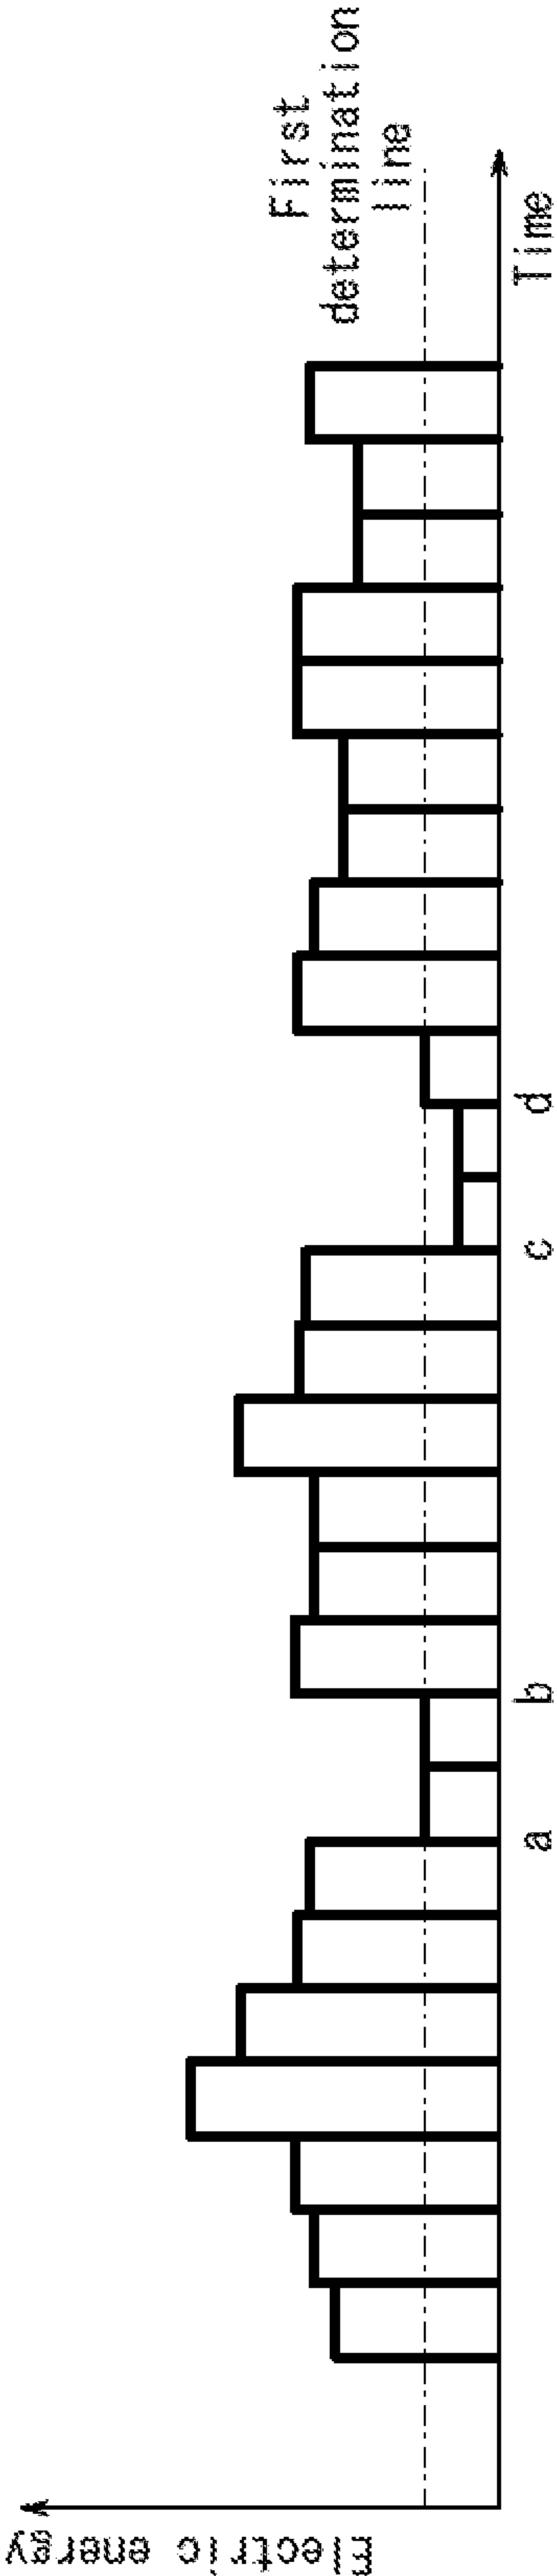 Electric energy
First
determination
line
a
b
c
d
Time